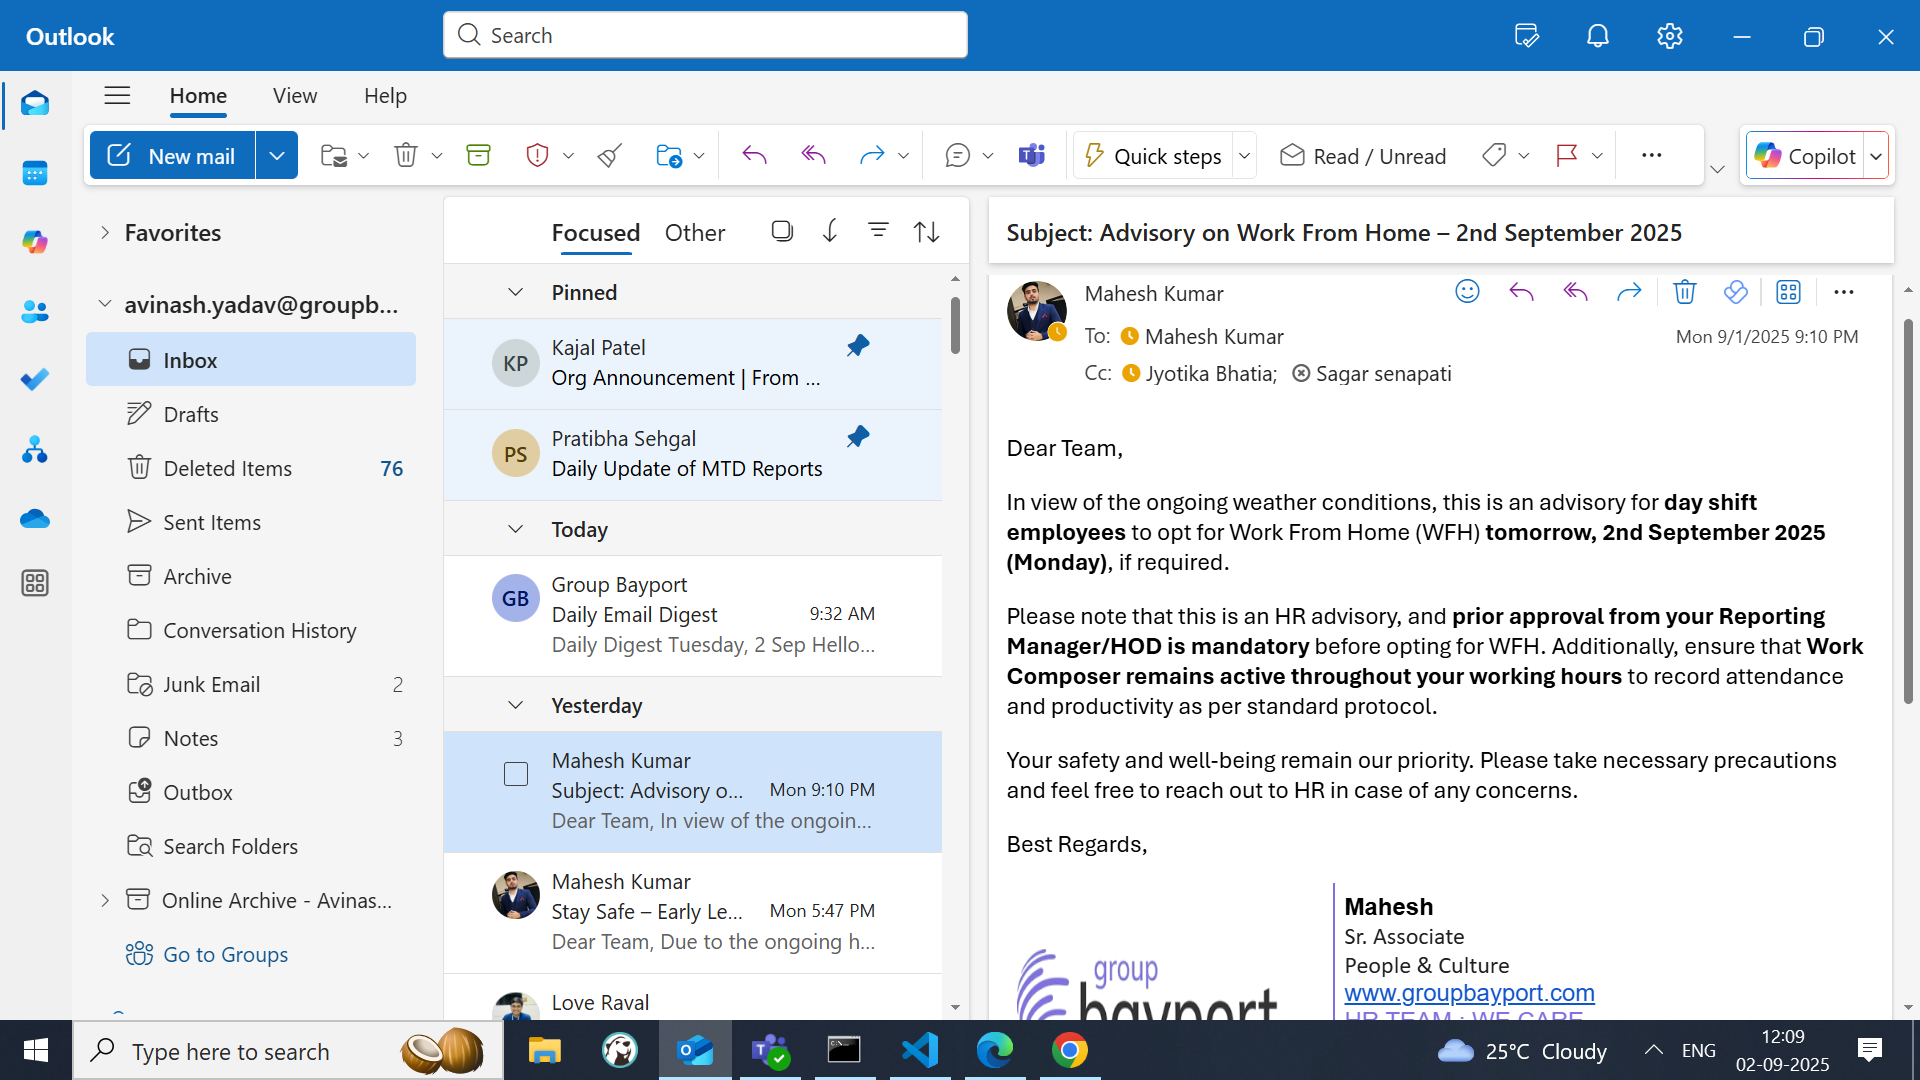 Outlook
Search
Home
View
Help
New mail
Quick steps
Read / Unread
Copilot
Favorites
avinash.yadav@groupb...
Inbox
Drafts
Deleted Items 76
Sent Items
Archive
Conversation History
Junk Email 2
Notes 3
Outbox
Search Folders
Online Archive - Avinas...
Go to Groups
Focused
Other
Pinned
KP
Kajal Patel
Org Announcement | From ...
PS
Pratibha Sehgal
Daily Update of MTD Reports
Today
GB
Group Bayport
Daily Email Digest 9:32 AM
Daily Digest Tuesday, 2 Sep Hello...
Yesterday
Mahesh Kumar
Subject: Advisory o... Mon 9:10 PM
Dear Team, In view of the ongoin...
Mahesh Kumar
Stay Safe – Early Le... Mon 5:47 PM
Dear Team, Due to the ongoing h...
Love Raval
Subject: Advisory on Work From Home – 2nd September 2025
Mahesh Kumar
To: Mahesh Kumar
Mon 9/1/2025 9:10 PM
Cc: Jyotika Bhatia; Sagar senapati
Dear Team,
In view of the ongoing weather conditions, this is an advisory for day shift
employees to opt for Work From Home (WFH) tomorrow, 2nd September 2025
(Monday), if required.
Please note that this is an HR advisory, and prior approval from your Reporting
Manager/HOD is mandatory before opting for WFH. Additionally, ensure that Work
Composer remains active throughout your working hours to record attendance
and productivity as per standard protocol.
Your safety and well-being remain our priority. Please take necessary precautions
and feel free to reach out to HR in case of any concerns.
Best Regards,
group
bayport
Mahesh
Sr. Associate
People & Culture
www.groupbayport.com
HR TEAM : WE CARE
Type here to search
25°C Cloudy
ENG
12:09
02-09-2025